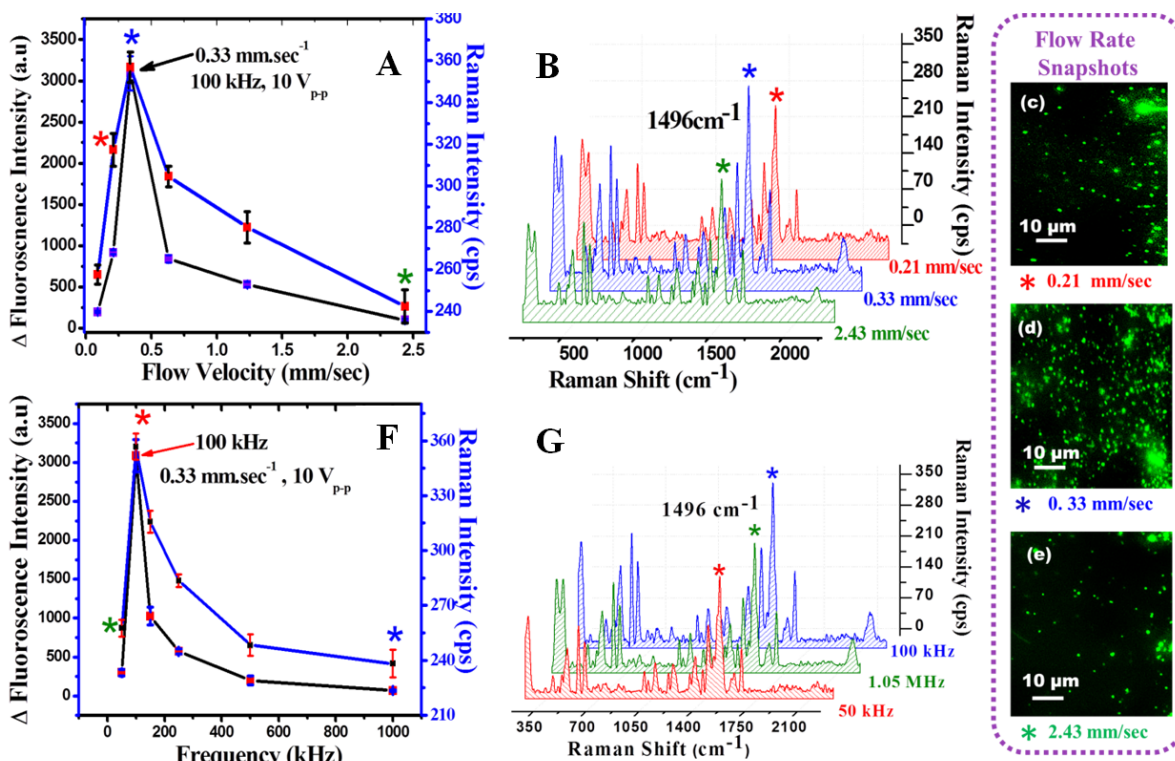 A
Δ Fluorescence Intensity (a.u)
3500
3000
2500
2000
1500
1000
500
0
0.33 mm.sec⁻¹
100 kHz, 10 Vp-p
*
*
*
380
360
340
320
300
280
260
240
Raman Intensity (cps)
0.0 0.5 1.0 1.5 2.0 2.5
Flow Velocity (mm/sec)
B
1496cm⁻¹
*
*
*
350
280
210
140
70
0
Raman Intensity (cps)
0.21 mm/sec
0.33 mm/sec
2.43 mm/sec
500 1000 1500 2000
Raman Shift (cm⁻¹)
Flow Rate
Snapshots
(c)
10 µm
* 0.21 mm/sec
(d)
10 µm
* 0. 33 mm/sec
(e)
10 µm
* 2.43 mm/sec
F
Δ Fluorescence Intensity (a.u)
3500
3000
2500
2000
1500
1000
500
0
*
100 kHz
0.33 mm.sec⁻¹ , 10 Vp-p
*
*
390
360
330
300
270
240
210
Raman Intensity (cps)
0 200 400 600 800 1000
Frequency (kHz)
G
1496 cm⁻¹
*
*
*
350
280
210
140
70
0
Raman Intensity (cps)
100 kHz
1.05 MHz
50 kHz
350 700 1050 1400 1750 2100
Raman Shift (cm⁻¹)